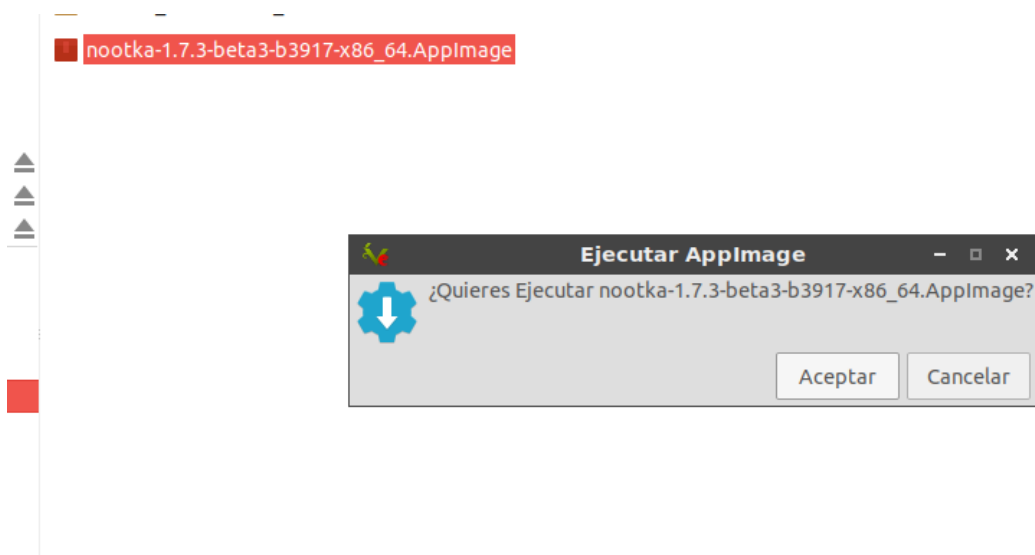 nootka-1.7.3-beta3-b3917-x86_64.AppImage
Ejecutar AppImage
¿Quieres Ejecutar nootka-1.7.3-beta3-b3917-x86_64.AppImage?
Aceptar
Cancelar